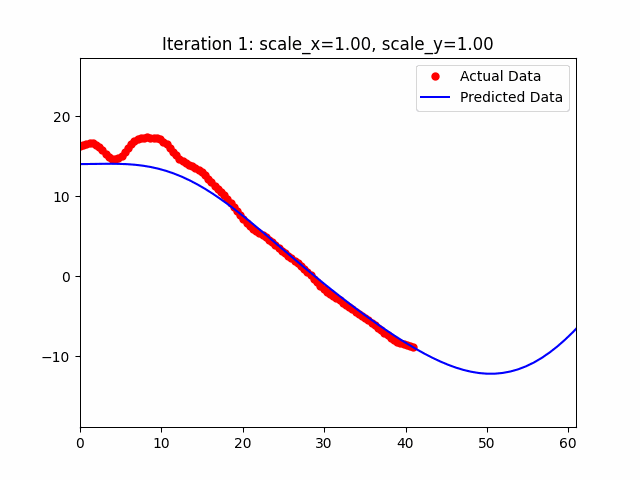 Iteration 1: scale_x=1.00, scale_y=1.00
Actual Data
Predicted Data
20
10
0
−10
0 10 20 30 40 50 60